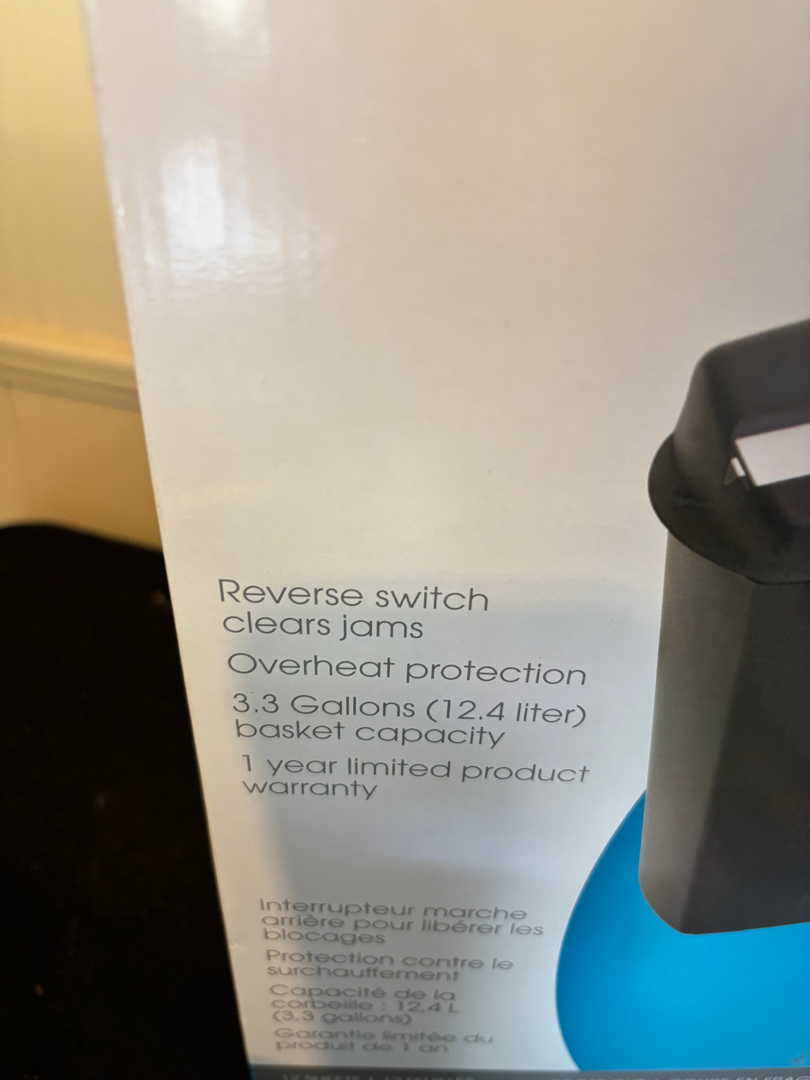 Reverse switch
clears jams
Overheat protection
3.3 Gallons (12.4 liter)
basket capacity
1 year limited product
warranty
Interrupteur marche
arrière pour libérer les
blocages
Protection contre le
surchauffement
Capacité de la
corbeille : 12.4 L
(3.3 gallons)
Garantie limitée du
produit de 1 an